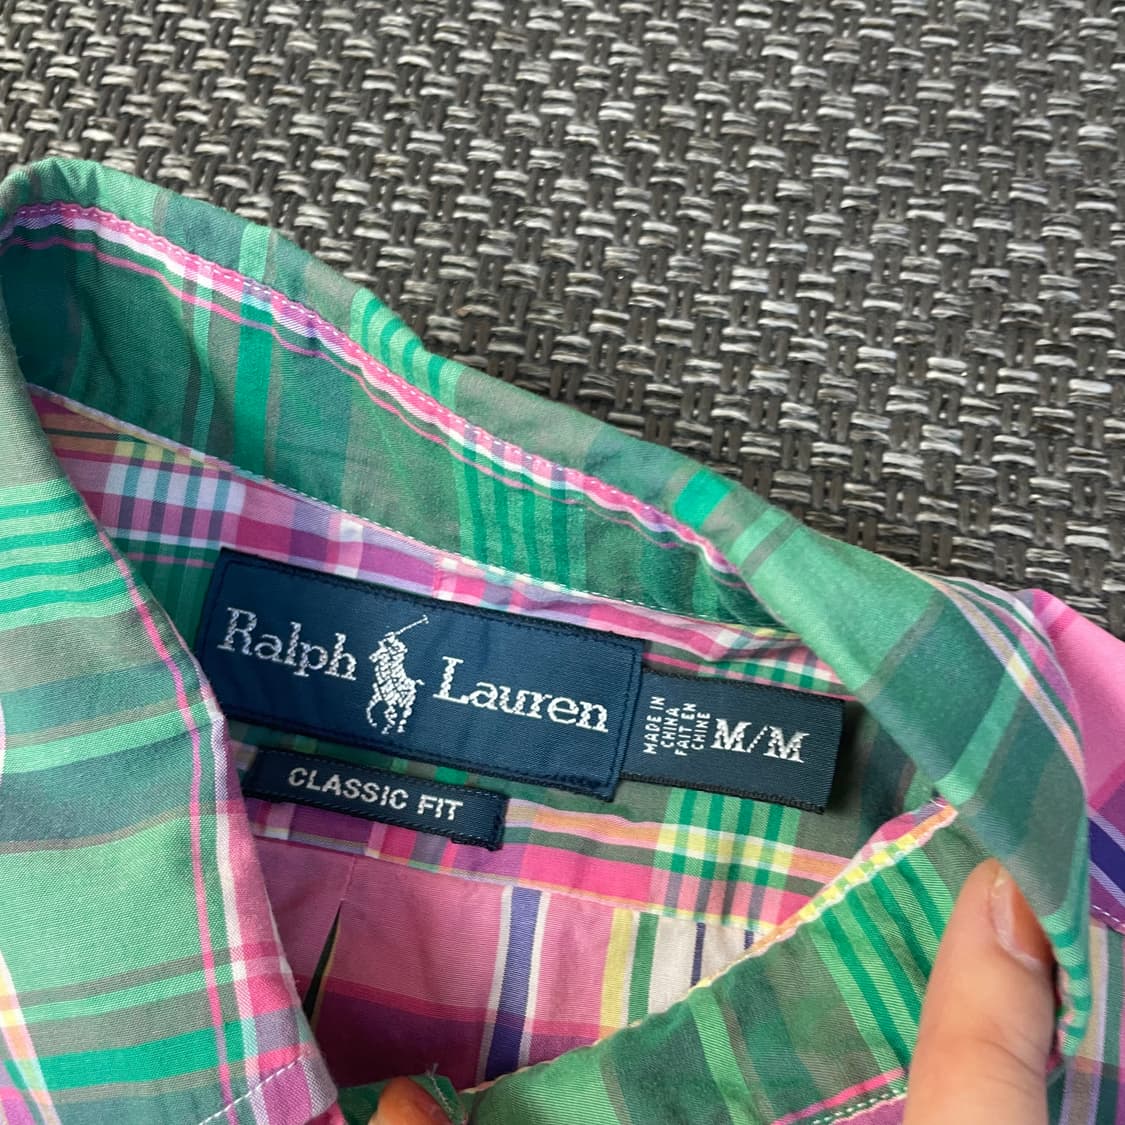 Ralph Lauren
MADE IN
CHINA
FAIT EN
CHINE
M/M
CLASSIC FIT